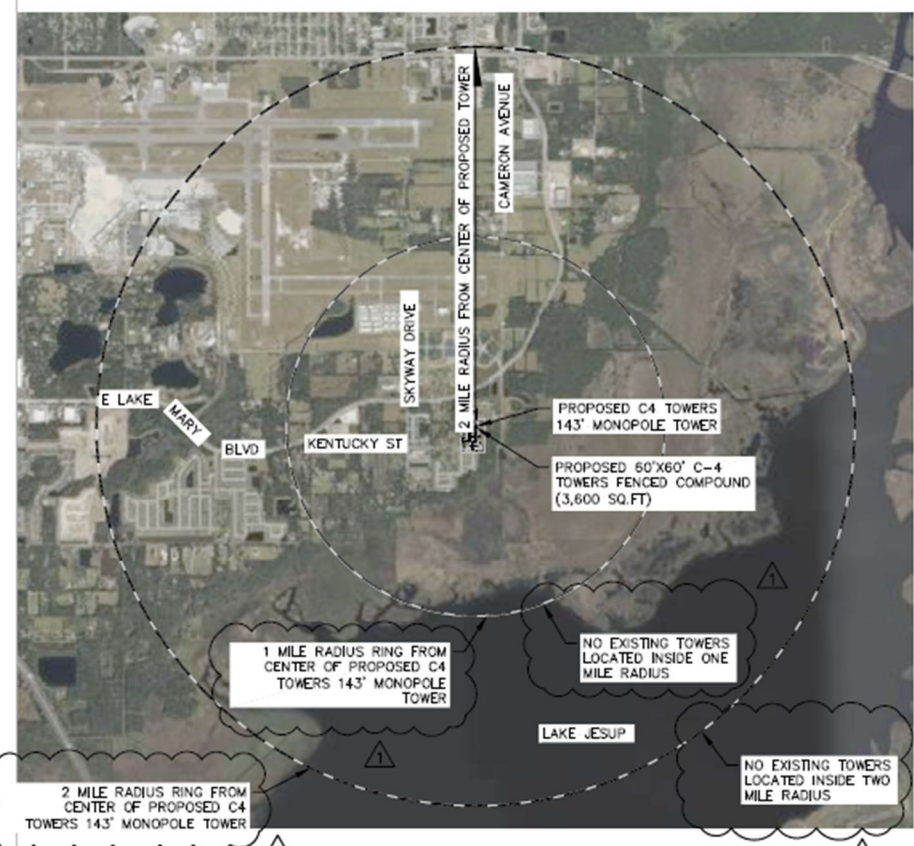 2 MILE RADIUS FROM CENTER OF PROPOSED TOWER
CAMERON AVENUE
SKYWAY DRIVE
E LAKE
MARY
BLVD
KENTUCKY ST
PROPOSED C4 TOWERS
143' MONOPOLE TOWER
PROPOSED 60'X60' C-4
TOWERS FENCED COMPOUND
(3,600 SQ.FT)
1
1 MILE RADIUS RING FROM
CENTER OF PROPOSED C4
TOWERS 143' MONOPOLE
TOWER
NO EXISTING TOWERS
LOCATED INSIDE ONE
MILE RADIUS
LAKE JESUP
1
NO EXISTING TOWERS
LOCATED INSIDE TWO
MILE RADIUS
2 MILE RADIUS RING FROM
CENTER OF PROPOSED C4
TOWERS 143' MONOPOLE TOWER